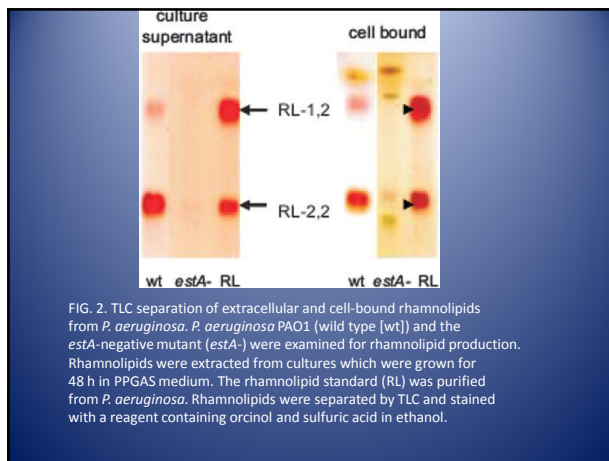 culture
supernatant
cell bound
RL-1,2
RL-2,2
wt estA- RL
wt estA- RL
FIG. 2. TLC separation of extracellular and cell-bound rhamnolipids
from P. aeruginosa. P. aeruginosa PAO1 (wild type [wt]) and the
estA-negative mutant (estA-) were examined for rhamnolipid production.
Rhamnolipids were extracted from cultures which were grown for
48 h in PPGAS medium. The rhamnolipid standard (RL) was purified
from P. aeruginosa. Rhamnolipids were separated by TLC and stained
with a reagent containing orcinol and sulfuric acid in ethanol.